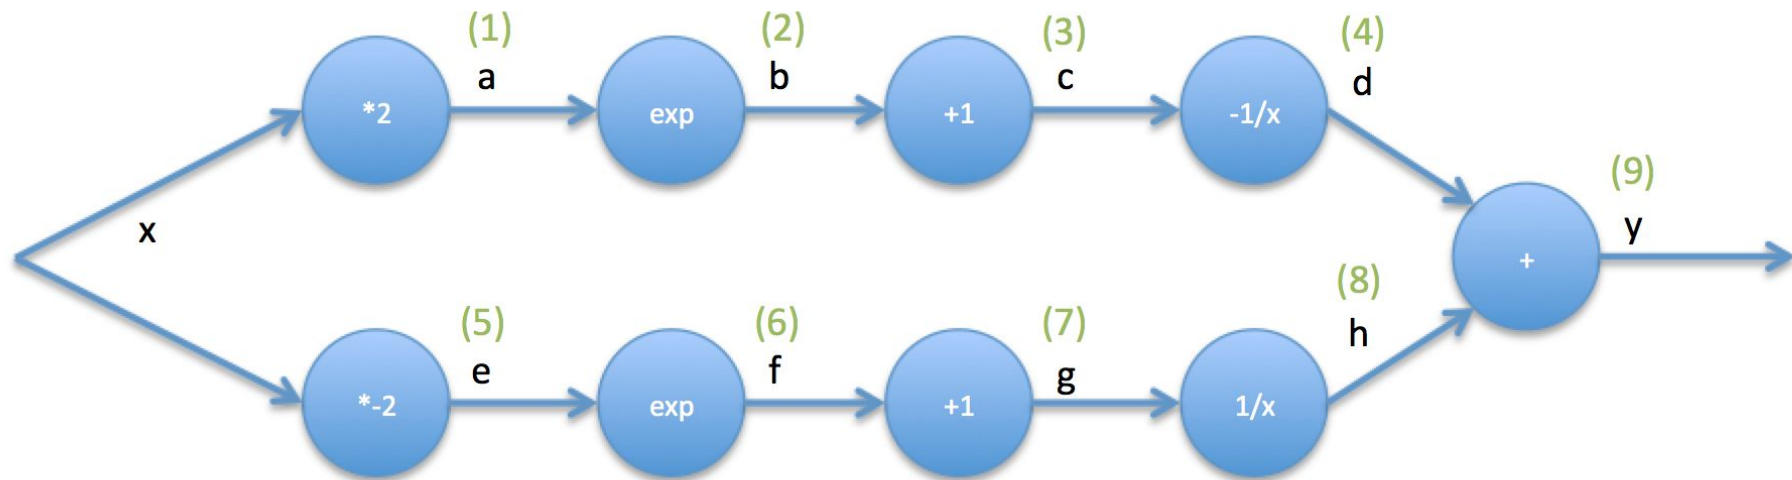 (1) (2) (3) (4)
a b c d
*2 exp +1 -1/x
(9)
x y
+
(5) (6) (7) (8)
e f g h
*-2 exp +1 1/x